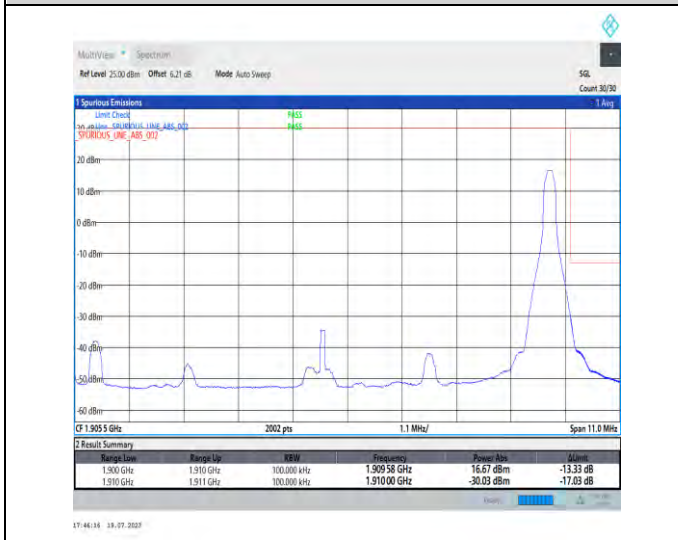 MultiView Spectrum
Ref Level 25.00 dBm Offset 6.21 dB Mode Auto Sweep SGL
Count 30/30
1 Spurious Emissions 1 Avg
Limit Check PASS
Line _SPURIOUS_LINE_ABS_002 PASS
_SPURIOUS_LINE_ABS_002
20 dBm
10 dBm
0 dBm
-10 dBm
-20 dBm
-30 dBm
-40 dBm
-50 dBm
-60 dBm
CF 1.905 5 GHz 2002 pts 1.1 MHz/ Span 11.0 MHz
2 Result Summary
Range Low Range Up RBW Frequency Power Abs ΔLimit
1.900 GHz 1.910 GHz 100.000 kHz 1.909 58 GHz 16.67 dBm -13.33 dB
1.910 GHz 1.911 GHz 100.000 kHz 1.910 00 GHz -30.03 dBm -17.03 dB
17:46:16 19.07.2023